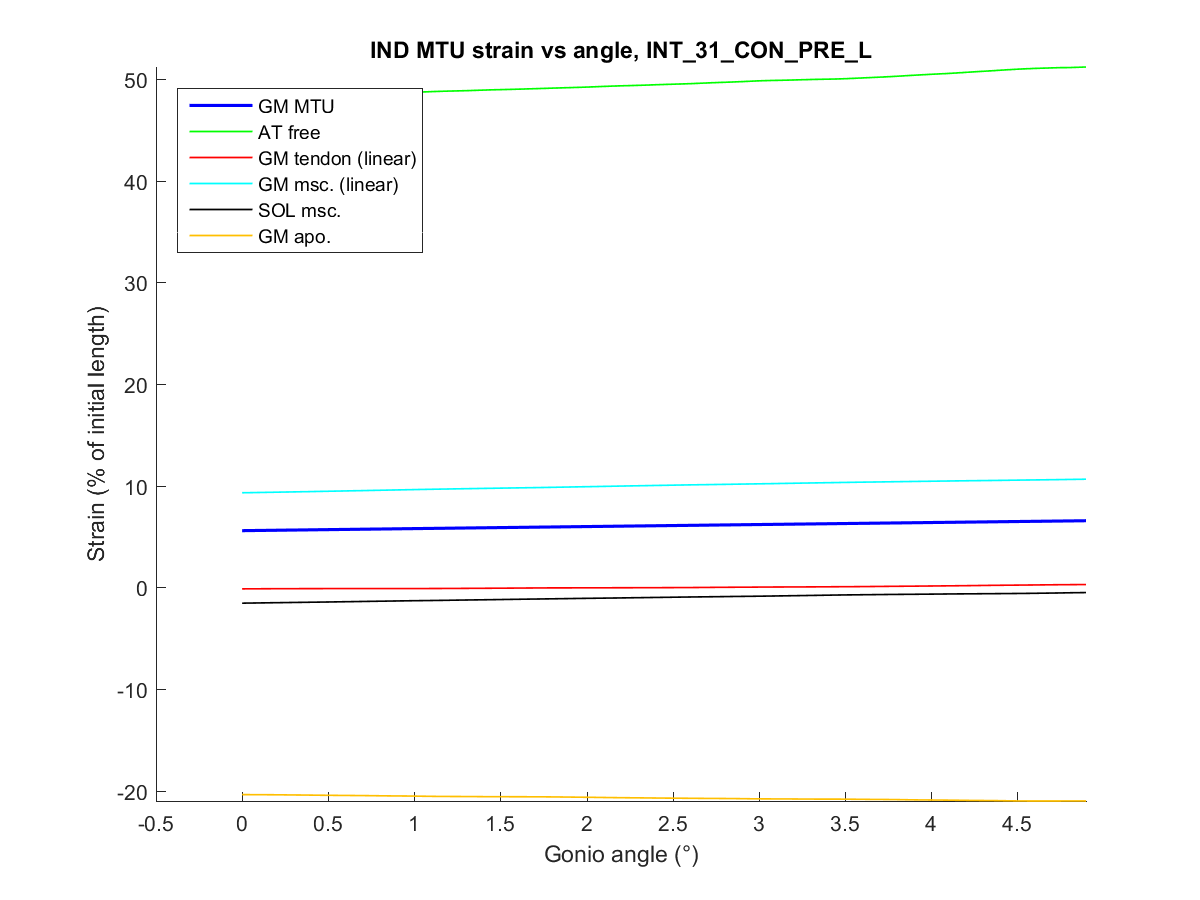 IND MTU strain vs angle, INT_31_CON_PRE_L
50
40
30
20
10
0
-10
-20
Strain (% of initial length)
GM MTU
AT free
GM tendon (linear)
GM msc. (linear)
SOL msc.
GM apo.
-0.5 0 0.5 1 1.5 2 2.5 3 3.5 4 4.5
Gonio angle (°)